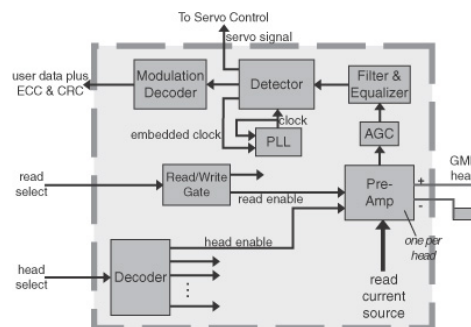 To Servo Control
servo signal
user data plus
ECC & CRC
Modulation
Decoder
Detector
Filter &
Equalizer
clock
embedded clock
PLL
AGC
read
select
Read/Write
Gate
read enable
Pre-
Amp
+
-
head enable
one per
head
head
select
Decoder
read
current
source